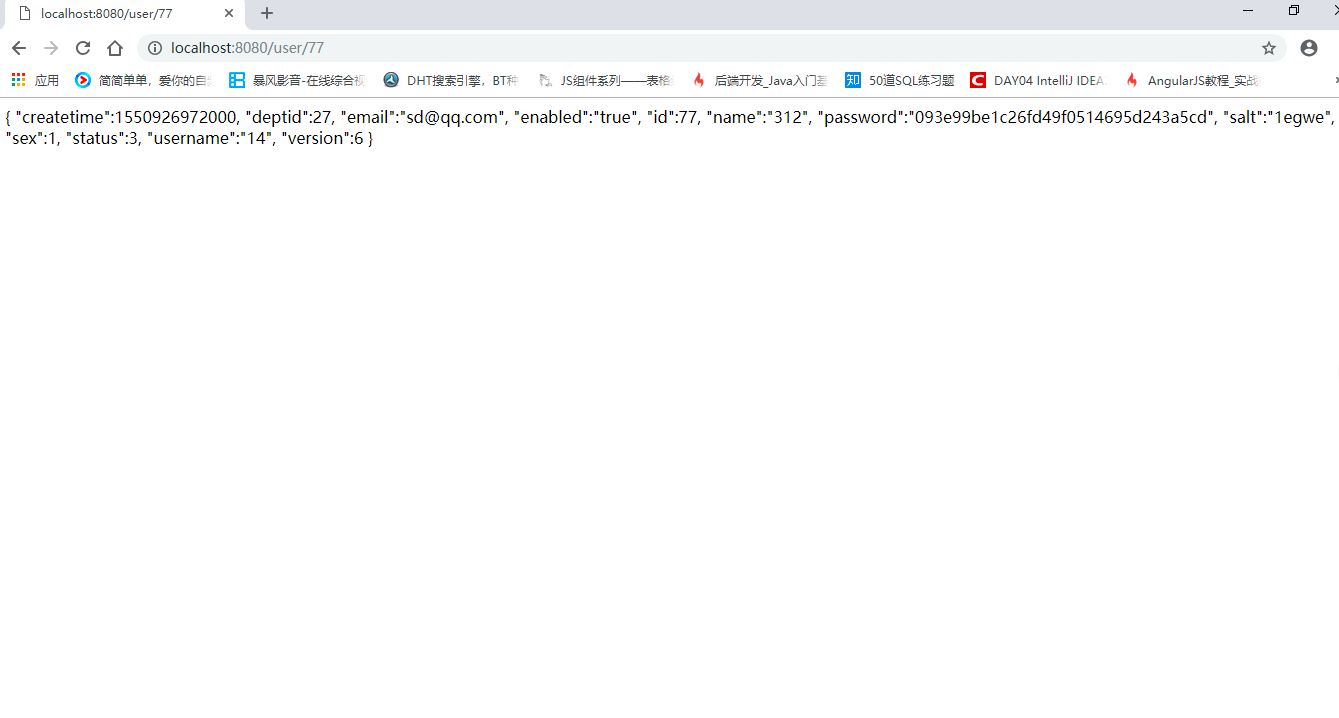 localhost:8080/user/77
localhost:8080/user/77
应用 简简单单，爱你的自 暴风影音-在线综合视 DHT搜索引擎，BT种 JS组件系列——表格 后端开发_Java入门基 50道SQL练习题 DAY04 IntelliJ IDEA. AngularJS教程_实战
{ "createtime":1550926972000, "deptid":27, "email":"sd@qq.com", "enabled":"true", "id":77, "name":"312", "password":"093e99be1c26fd49f0514695d243a5cd", "salt":"1egwe",
"sex":1, "status":3, "username":"14", "version":6 }